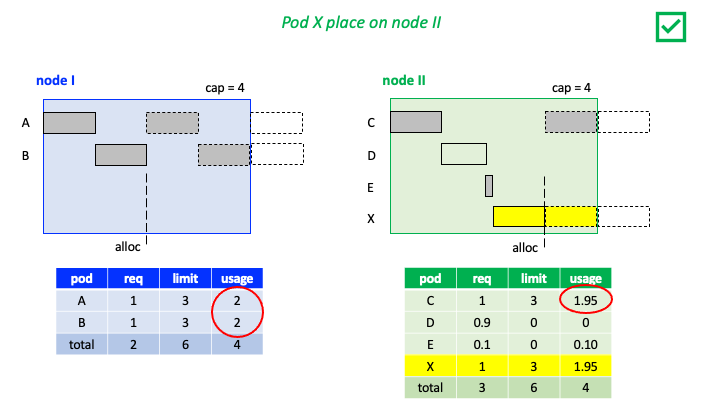 Pod X place on node II
node I
cap = 4
A
B
alloc
pod req limit usage
A 1 3 2
B 1 3 2
total 2 6 4
node II
cap = 4
C
D
E
X
alloc
pod req limit usage
C 1 3 1.95
D 0.9 0 0
E 0.1 0 0.10
X 1 3 1.95
total 3 6 4